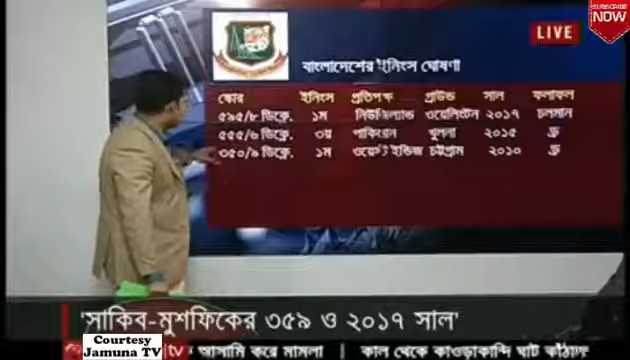 SUBSCRIBE
NOW
LIVE
বাংলাদেশের ইনিংস ঘোষণা
স্কোর ইনিংস প্রতিপক্ষ গ্রাউন্ড সাল ফলাফল
৫৯৫/৮ ডিক্লে. ১ম নিউজিল্যান্ড ওয়েলিংটন ২০১৭ চলমান
৫৫৫/৬ ডিক্লে. ৩য় পাকিস্তান খুলনা ২০১৫ ড্র
৩৫০/৯ ডিক্লে. ১ম ওয়েস্ট ইন্ডিজ চট্টগ্রাম ২০১০ ড্র
'সাকিব-মুশফিকের ৩৫৯ ও ২০১৭ সাল'
Courtesy
Jamuna TV
tv আসামি করে মামলা | কাল থেকে কাওড়াকান্দি ঘাট